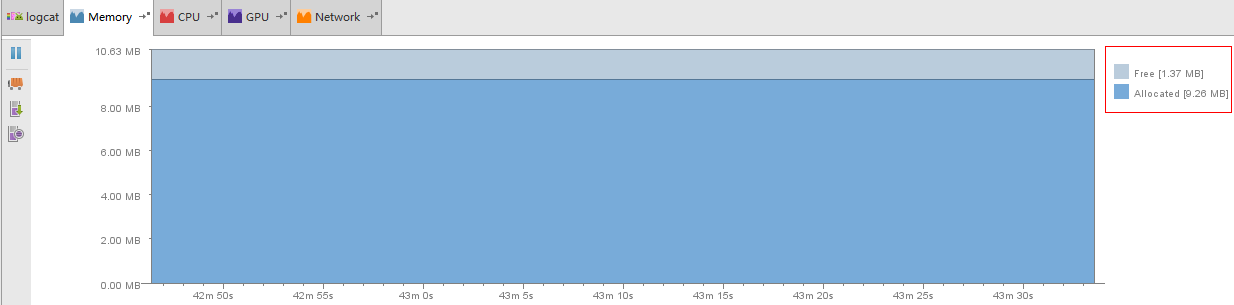 logcat Memory CPU GPU Network
10.63 MB
8.00 MB
6.00 MB
4.00 MB
2.00 MB
0.00 MB
42m 50s 42m 55s 43m 0s 43m 5s 43m 10s 43m 15s 43m 20s 43m 25s 43m 30s
Free [1.37 MB]
Allocated [9.26 MB]